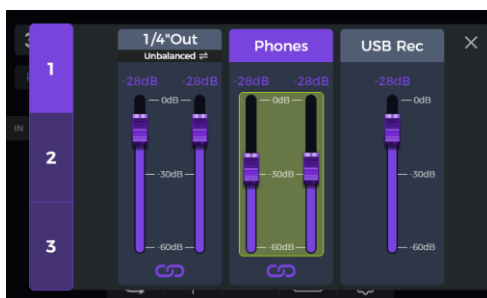 3
1/4"Out
Unbalanced ⇌
Phones
USB Rec
×
1
-28dB -28dB
-28dB -28dB
-28dB
0dB
0dB
0dB
IN
2
-30dB
-30dB
-30dB
3
-60dB
-60dB
-60dB